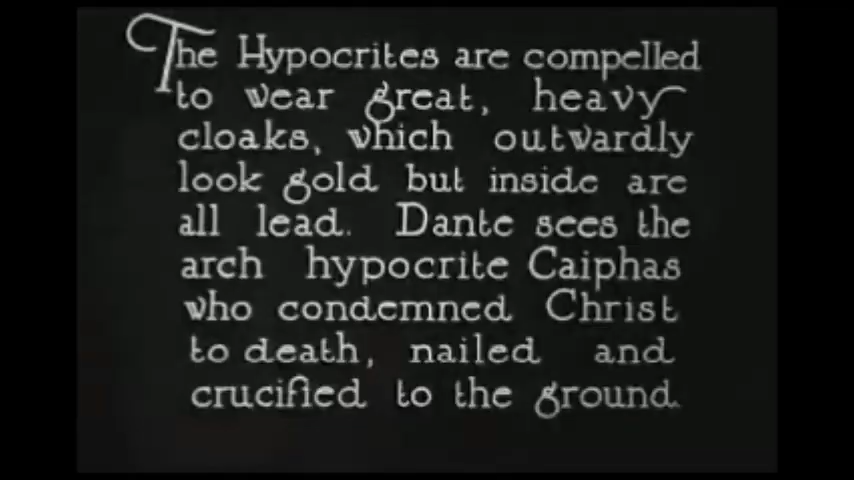 The Hypocrites are compelled
to wear great, heavy
cloaks, which outwardly
look gold but inside are
all lead. Dante sees the
arch hypocrite Caiphas
who condemned Christ
to death, nailed and
crucified to the ground.